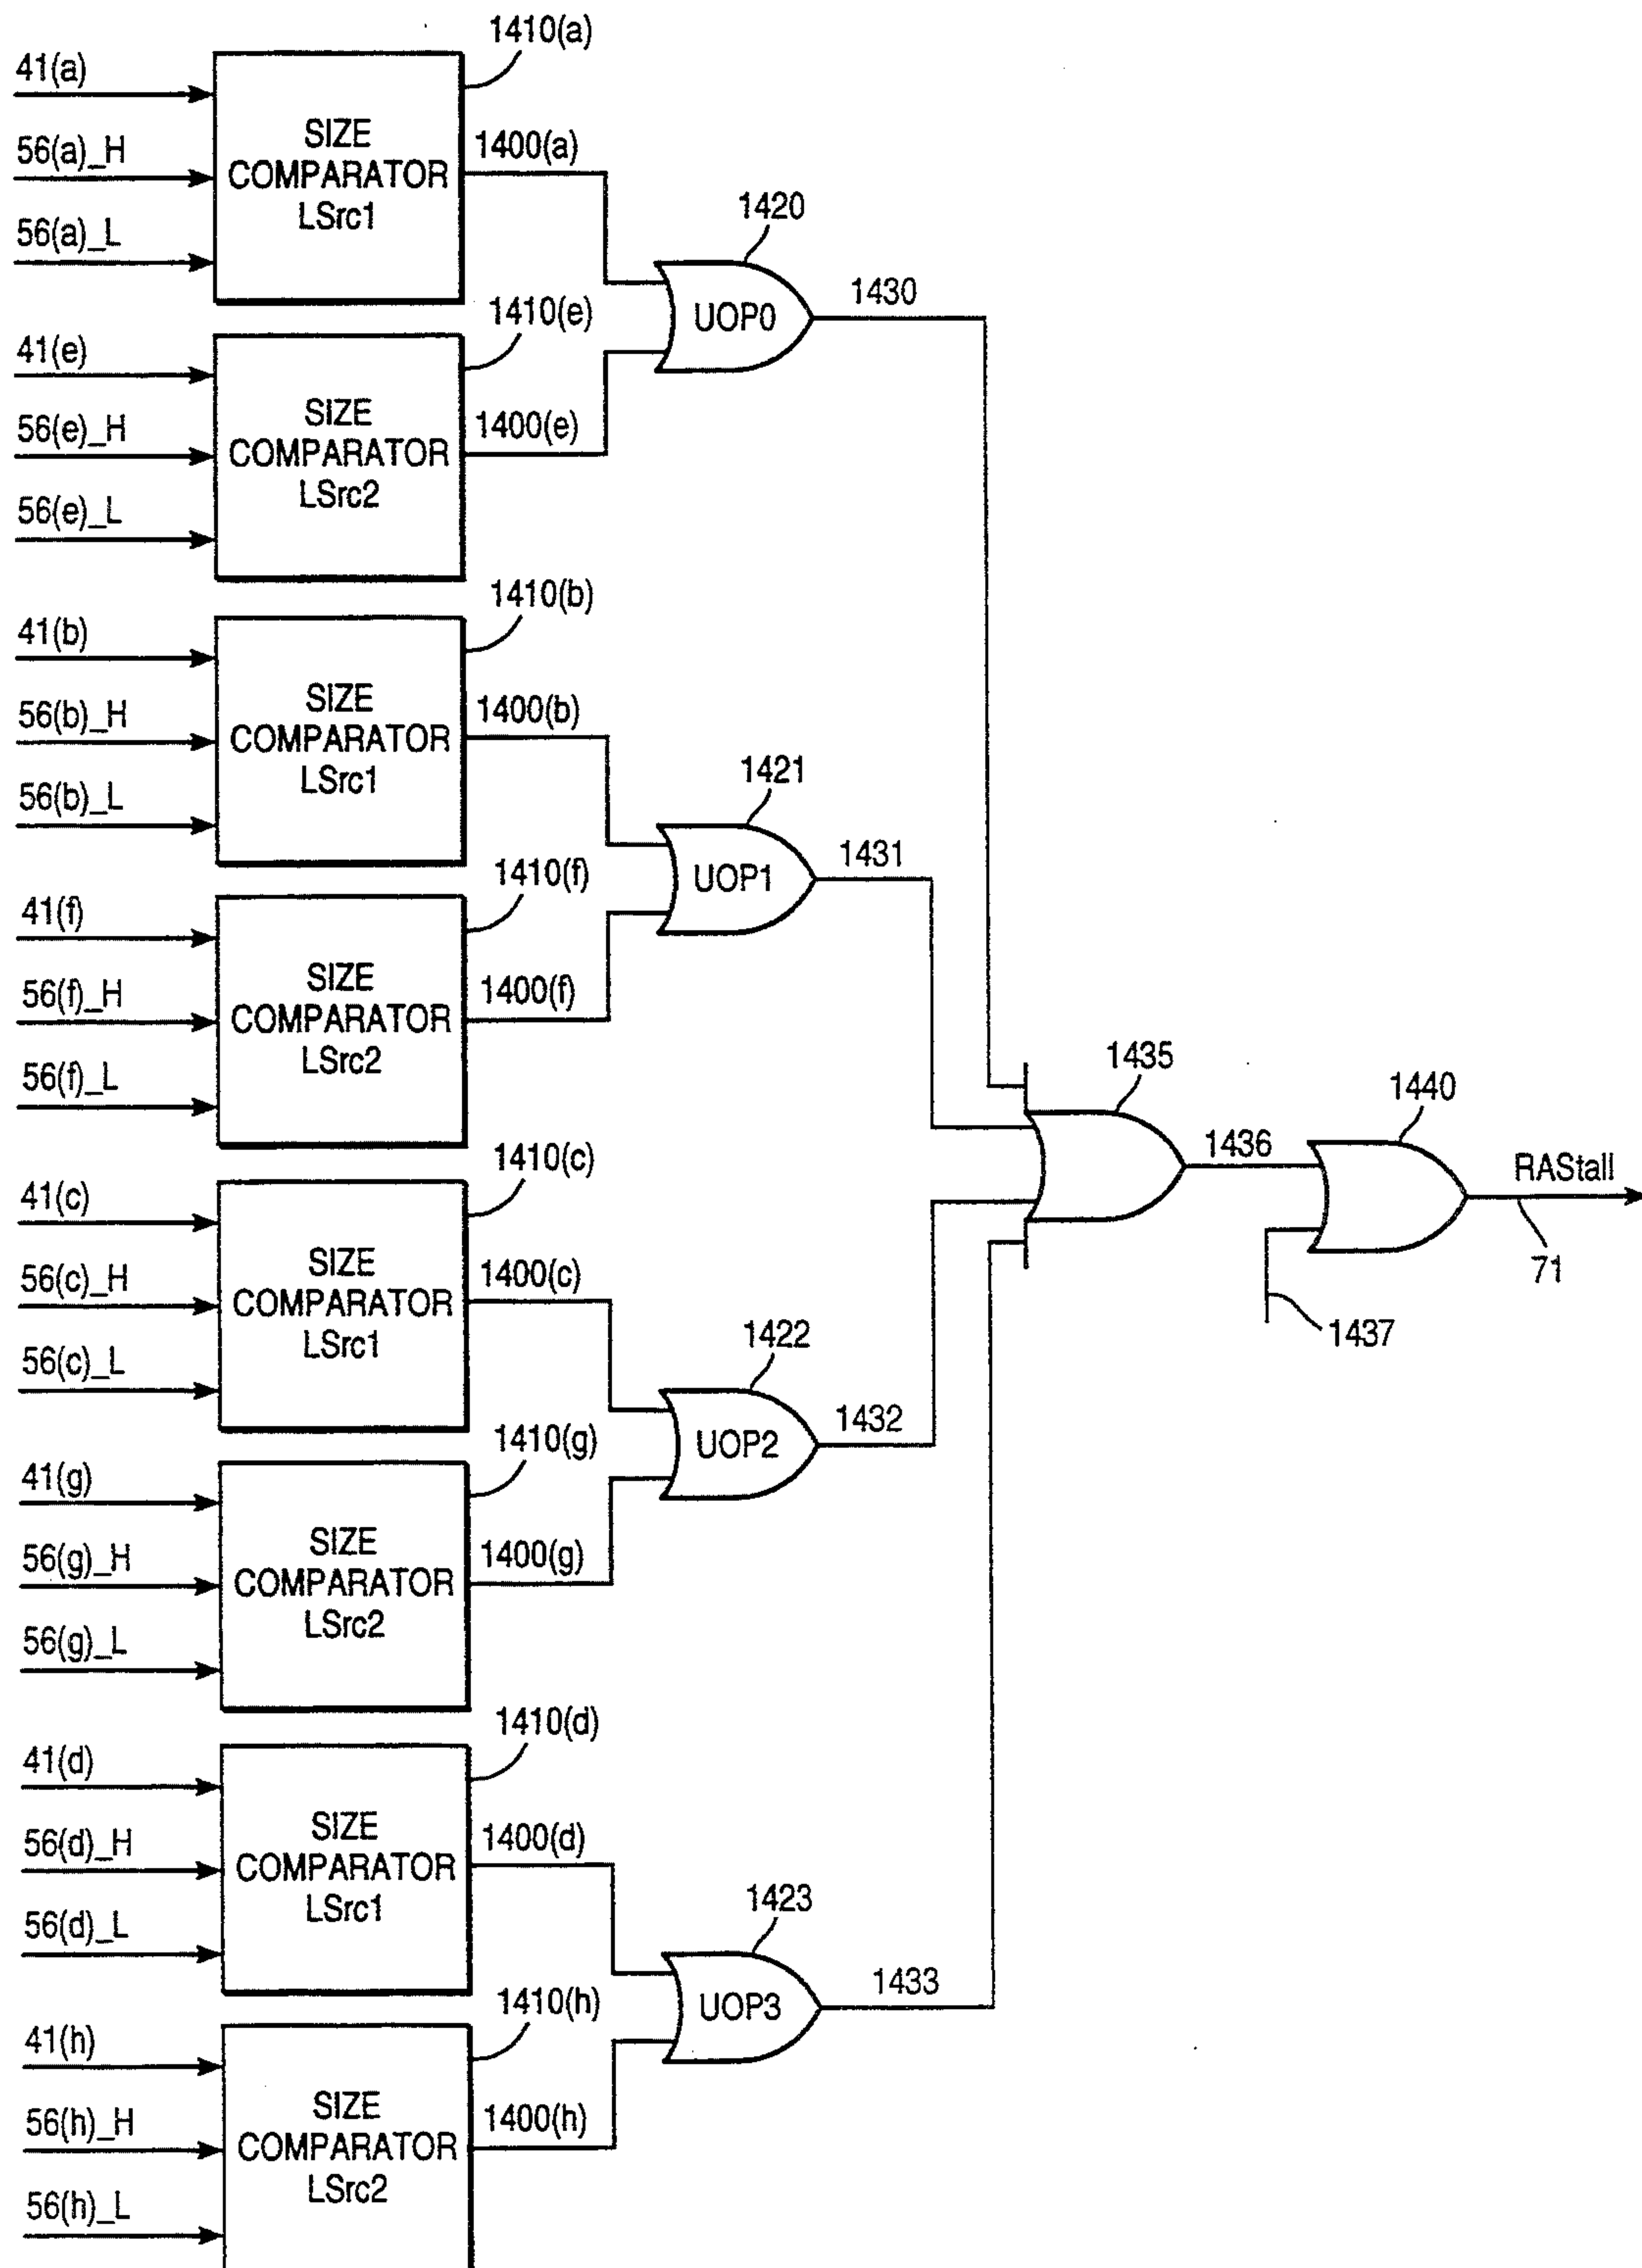 1410(a)
41(a)
56(a)_H
56(a)_L
SIZE
COMPARATOR
LSrc1
1400(a)
1420
UOP0
1430
1410(e)
41(e)
56(e)_H
56(e)_L
SIZE
COMPARATOR
LSrc2
1400(e)
1410(b)
41(b)
56(b)_H
56(b)_L
SIZE
COMPARATOR
LSrc1
1400(b)
1421
UOP1
1431
1410(f)
41(f)
56(f)_H
56(f)_L
SIZE
COMPARATOR
LSrc2
1400(f)
1435
1436
1440
RAStall
71
1437
1410(c)
41(c)
56(c)_H
56(c)_L
SIZE
COMPARATOR
LSrc1
1400(c)
1422
UOP2
1432
1410(g)
41(g)
56(g)_H
56(g)_L
SIZE
COMPARATOR
LSrc2
1400(g)
1410(d)
41(d)
56(d)_H
56(d)_L
SIZE
COMPARATOR
LSrc1
1400(d)
1423
UOP3
1433
1410(h)
41(h)
56(h)_H
56(h)_L
SIZE
COMPARATOR
LSrc2
1400(h)